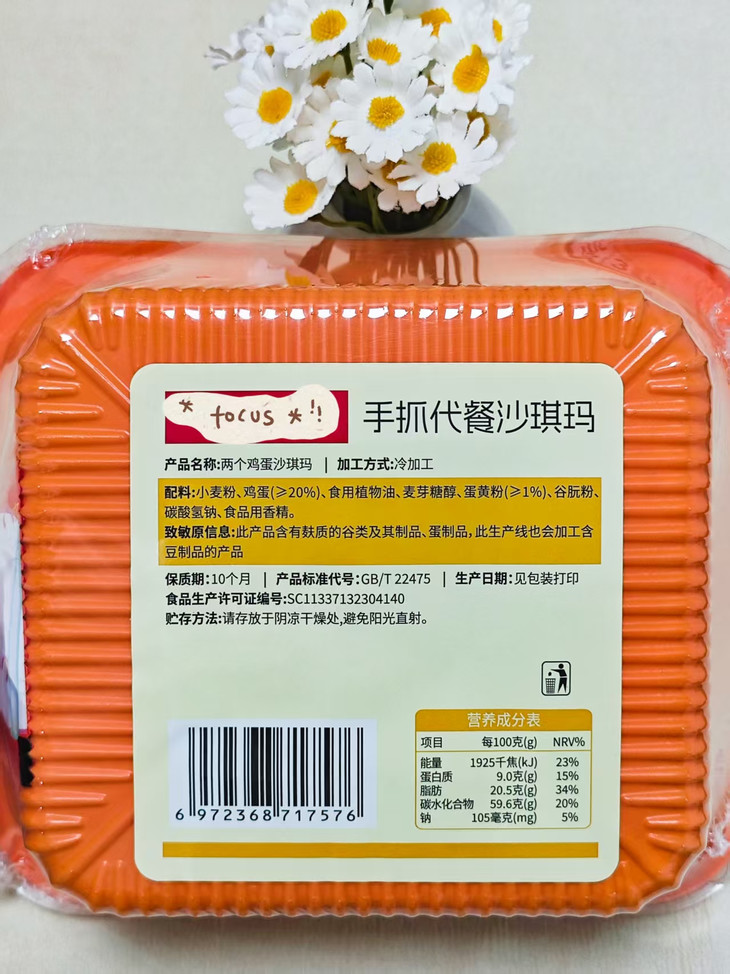 * focus * !!
手抓代餐沙琪玛
产品名称:两个鸡蛋沙琪玛 | 加工方式:冷加工
配料:小麦粉、鸡蛋(≥20%)、食用植物油、麦芽糖醇、蛋黄粉(≥1%)、谷朊粉、
碳酸氢钠、食品用香精。
致敏原信息:此产品含有麸质的谷类及其制品、蛋制品,此生产线也会加工含
豆制品的产品
保质期:10个月 | 产品标准代号:GB/T 22475 | 生产日期:见包装打印
食品生产许可证编号:SC11337132304140
贮存方法:请存放于阴凉干燥处,避免阳光直射。
营养成分表
项目 每100克(g) NRV%
能量 1925千焦(kJ) 23%
蛋白质 9.0克(g) 15%
脂肪 20.5克(g) 34%
碳水化合物 59.6克(g) 20%
钠 105毫克(mg) 5%
6 972368 717576